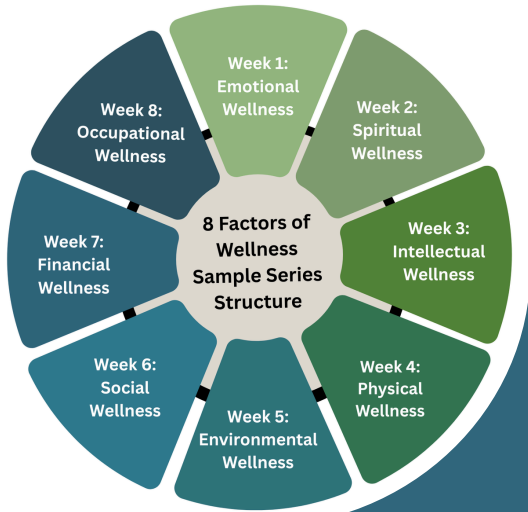 Week 1:
Emotional
Wellness
Week 2:
Spiritual
Wellness
Week 3:
Intellectual
Wellness
Week 4:
Physical
Wellness
Week 5:
Environmental
Wellness
Week 6:
Social
Wellness
Week 7:
Financial
Wellness
Week 8:
Occupational
Wellness
8 Factors of
Wellness
Sample Series
Structure